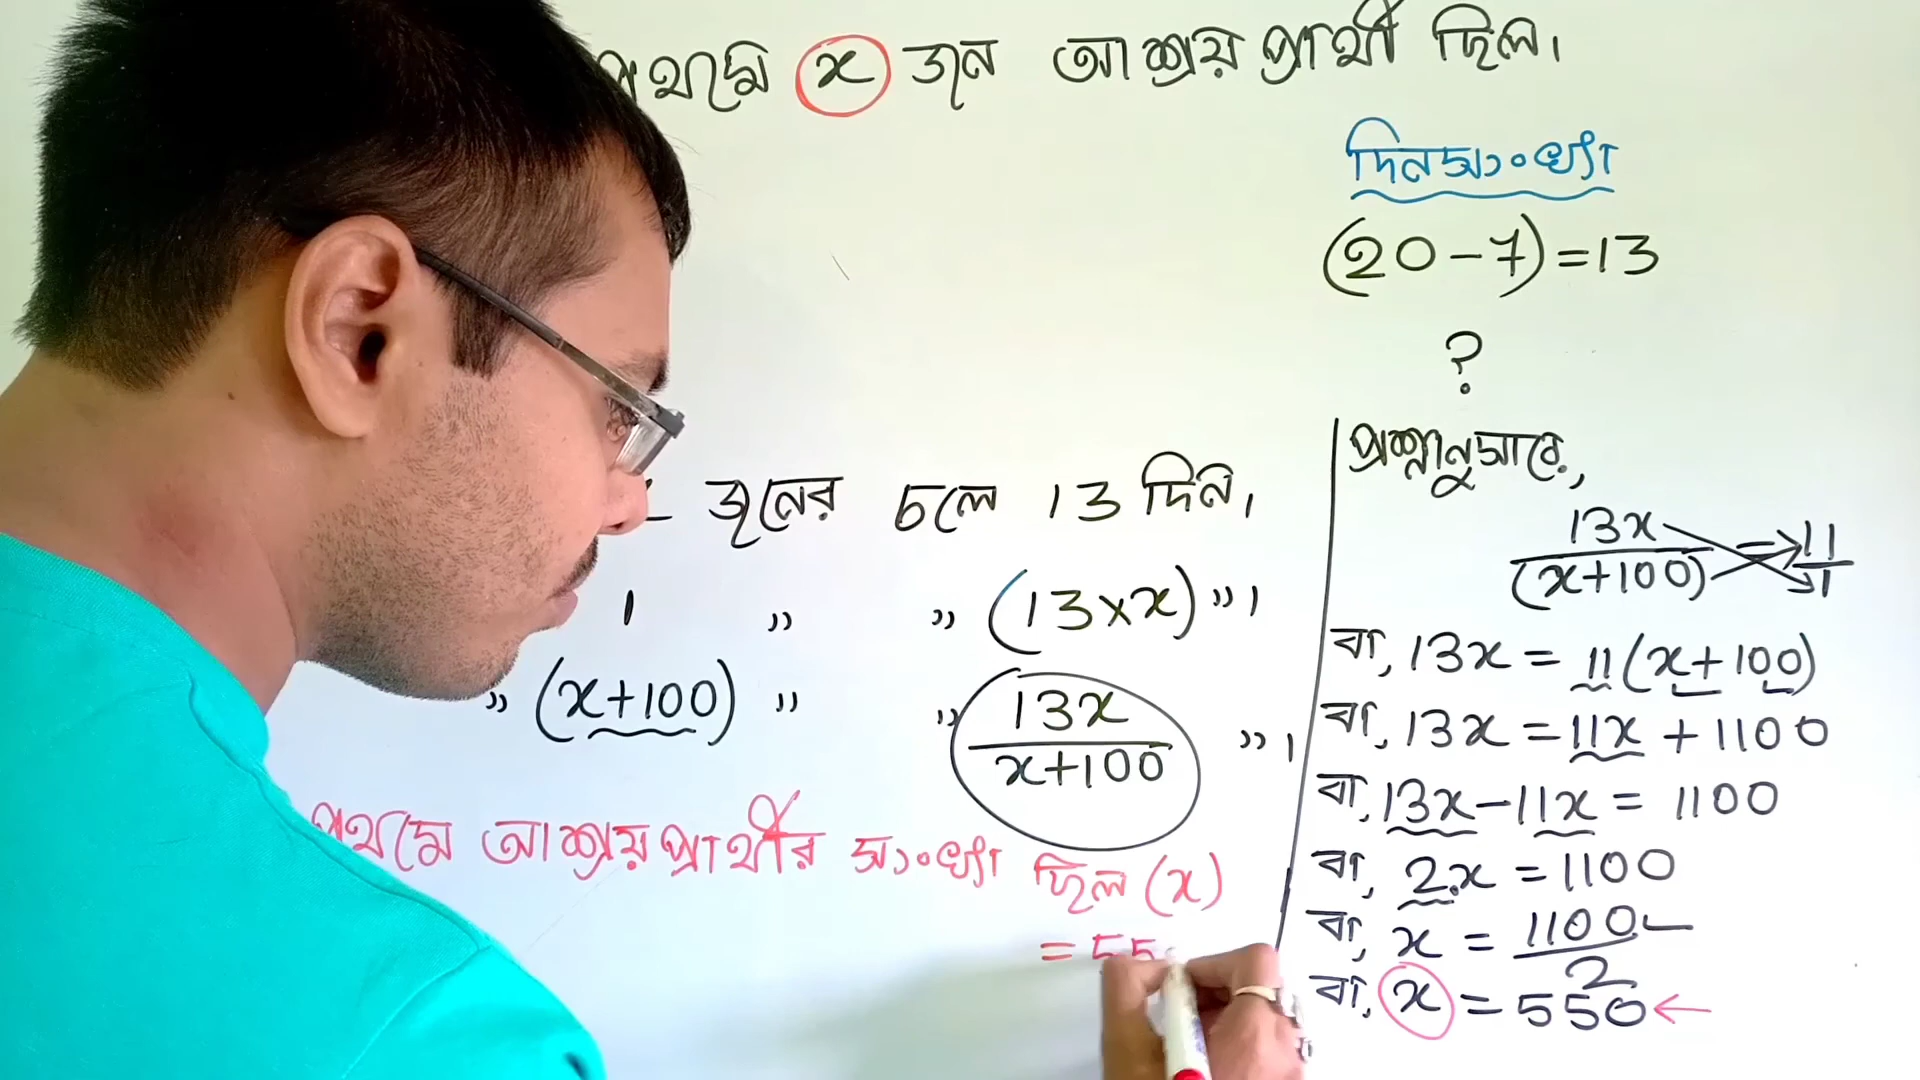 প্রথমে x জন আশ্রয় প্রার্থী ছিল।
দিনসংখ্যা
(20-7)=13
?
জনের চলে 13 দিন।
1 " " (13×x) " ।
" (x+100) " " 13x/x+100 " ।
প্রথমে আশ্রয়প্রার্থীর সংখ্যা ছিল (x)
= 55
প্রশ্নানুসারে,
13x/(x+100) = 11/1
বা, 13x = 11(x+100)
বা, 13x = 11x + 1100
বা, 13x-11x = 1100
বা, 2x = 1100
বা, x = 1100/2
বা, x = 550 ←